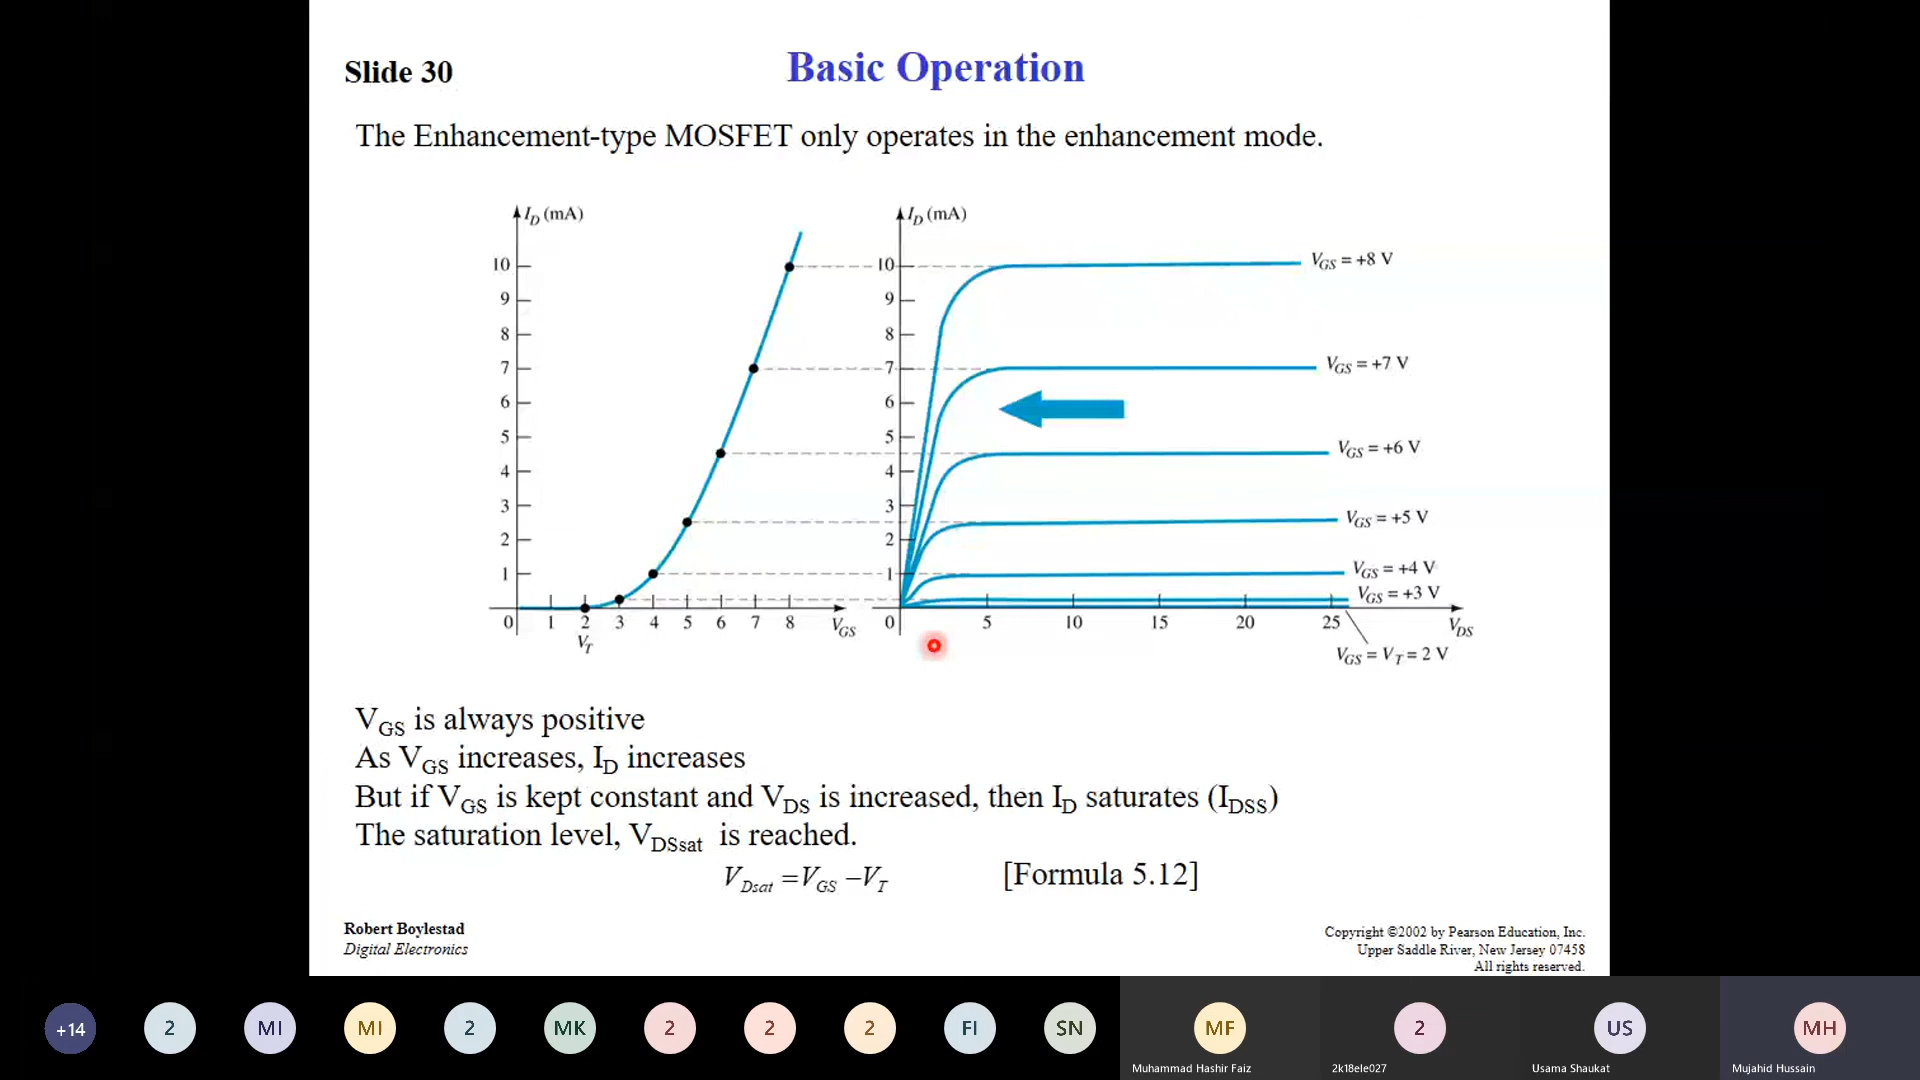 Slide 30
Basic Operation
The Enhancement-type MOSFET only operates in the enhancement mode.
I_D (mA)
10
9
8
7
6
5
4
3
2
1
0 1 2 3 4 5 6 7 8 V_GS
V_T
I_D (mA)
10
9
8
7
6
5
4
3
2
1
0 5 10 15 20 25 V_DS
V_GS = +8 V
V_GS = +7 V
V_GS = +6 V
V_GS = +5 V
V_GS = +4 V
V_GS = +3 V
V_GS = V_T = 2 V
V_GS is always positive
As V_GS increases, I_D increases
But if V_GS is kept constant and V_DS is increased, then I_D saturates (I_DSS)
The saturation level, V_DSsat is reached.
V_Dsat = V_GS − V_T [Formula 5.12]
Robert Boylestad
Digital Electronics
Copyright ©2002 by Pearson Education, Inc.
Upper Saddle River, New Jersey 07458
All rights reserved.
+14 2 MI MI 2 MK 2 2 2 FI SN MF 2 US MH
Muhammad Hashir Faiz 2k18ele027 Usama Shaukat Mujahid Hussain